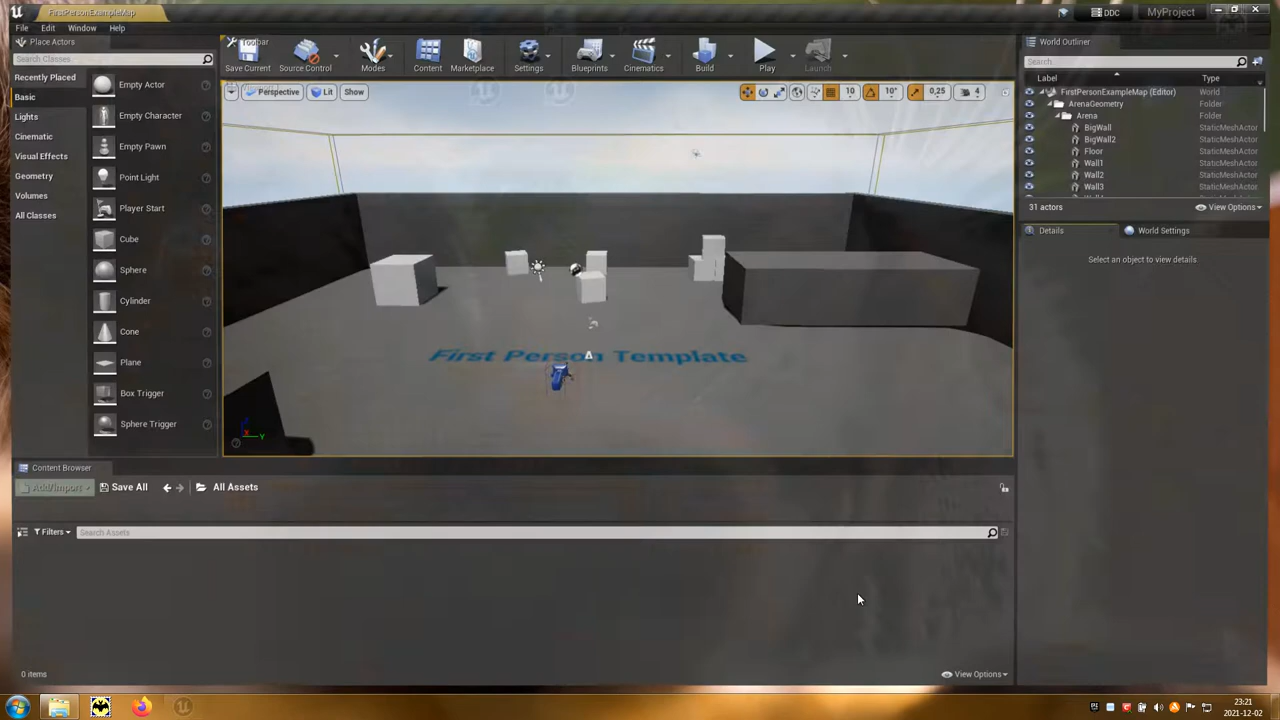 FirstPersonExampleMap
DDC
MyProject
File Edit Window Help
Place Actors
Toolbar
World Outliner
Search Classes
Save Current
Source Control
Modes
Content
Marketplace
Settings
Blueprints
Cinematics
Build
Play
Launch
Search
Recently Placed
Basic
Lights
Cinematic
Visual Effects
Geometry
Volumes
All Classes
Empty Actor
Empty Character
Empty Pawn
Point Light
Player Start
Cube
Sphere
Cylinder
Cone
Plane
Box Trigger
Sphere Trigger
Perspective
Lit
Show
10
10°
0,25
4
First Person Template
A
Z
Y
Label
Type
FirstPersonExampleMap (Editor) World
ArenaGeometry Folder
Arena Folder
BigWall StaticMeshActor
BigWall2 StaticMeshActor
Floor StaticMeshActor
Wall1 StaticMeshActor
Wall2 StaticMeshActor
Wall3 StaticMeshActor
31 actors
View Options
Details
World Settings
Select an object to view details
Content Browser
Add/Import
Save All
All Assets
Filters
Search Assets
0 items
View Options
23:21
2021-12-02